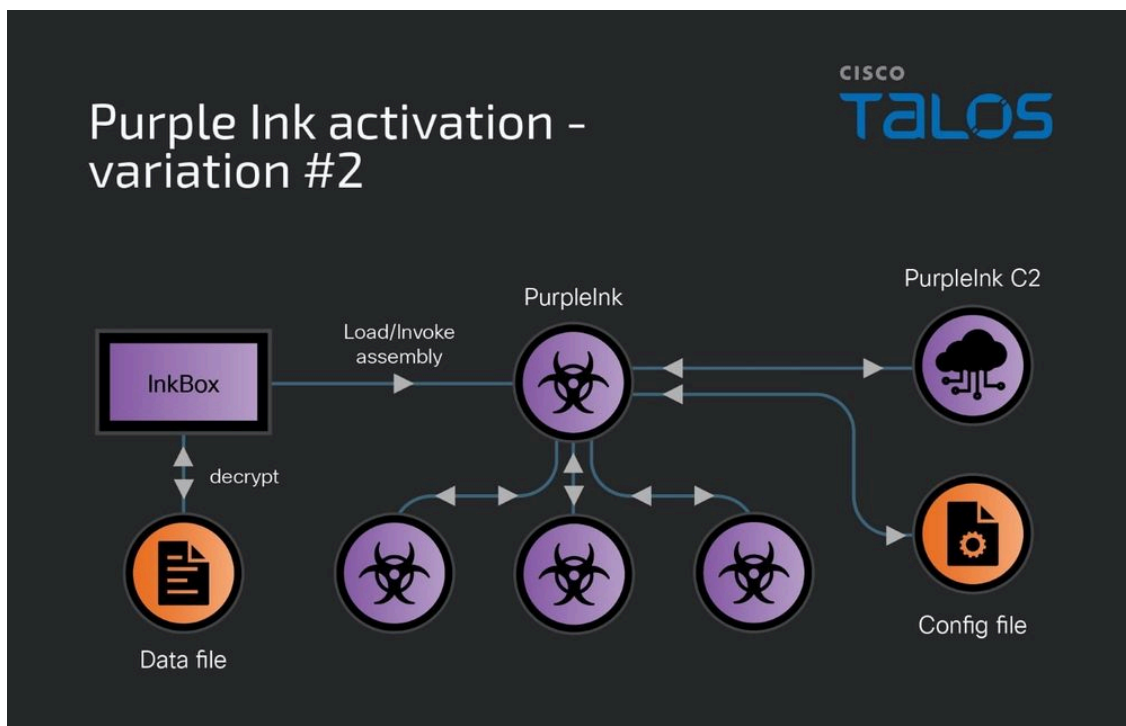 CISCO
TALOS
Purple Ink activation -
variation #2
PurpleInk C2
PurpleInk
Load/Invoke
assembly
InkBox
decrypt
Config file
Data file